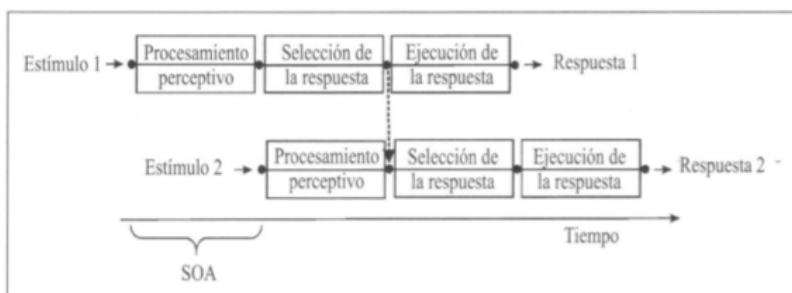 Estímulo 1
Procesamiento
perceptivo
Selección de
la respuesta
Ejecución de
la respuesta
Respuesta 1
Estímulo 2
Procesamiento
perceptivo
Selección de
la respuesta
Ejecución de
la respuesta
Respuesta 2
Tiempo
SOA